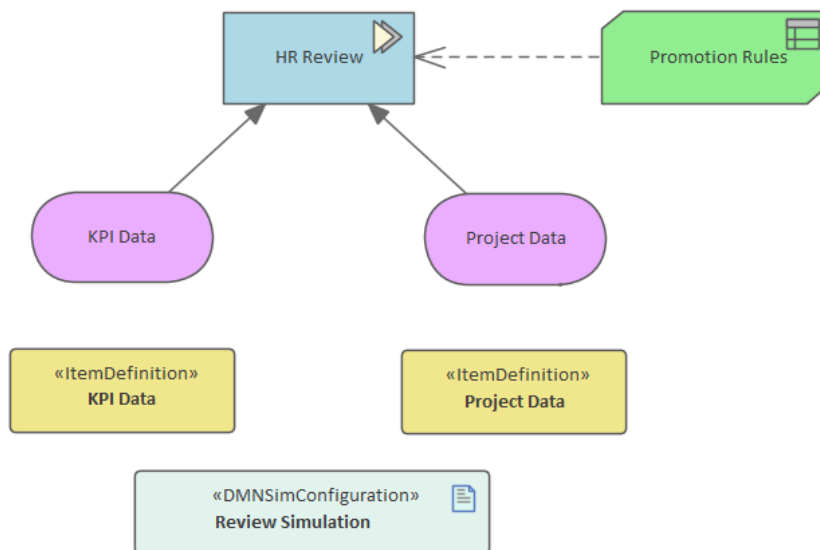 HR Review
Promotion Rules
KPI Data
Project Data
«ItemDefinition»
KPI Data
«ItemDefinition»
Project Data
«DMNSimConfiguration»
Review Simulation